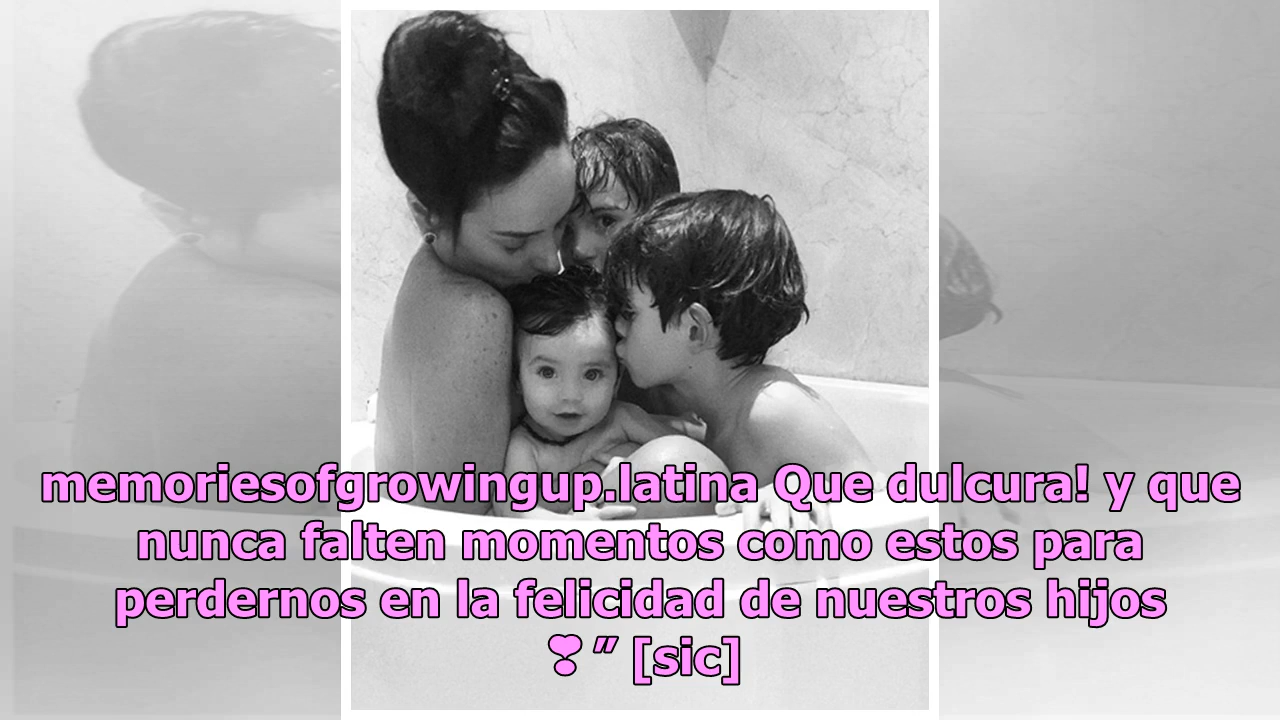 memoriesofgrowingup.latina Que dulcura! y que
nunca falten momentos como estos para
perdernos en la felicidad de nuestros hijos
❣” [sic]